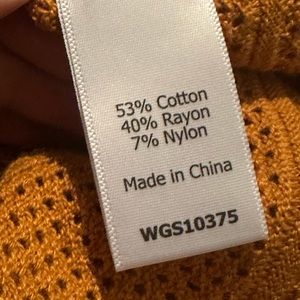 53% Cotton
40% Rayon
7% Nylon
Made in China
WGS10375